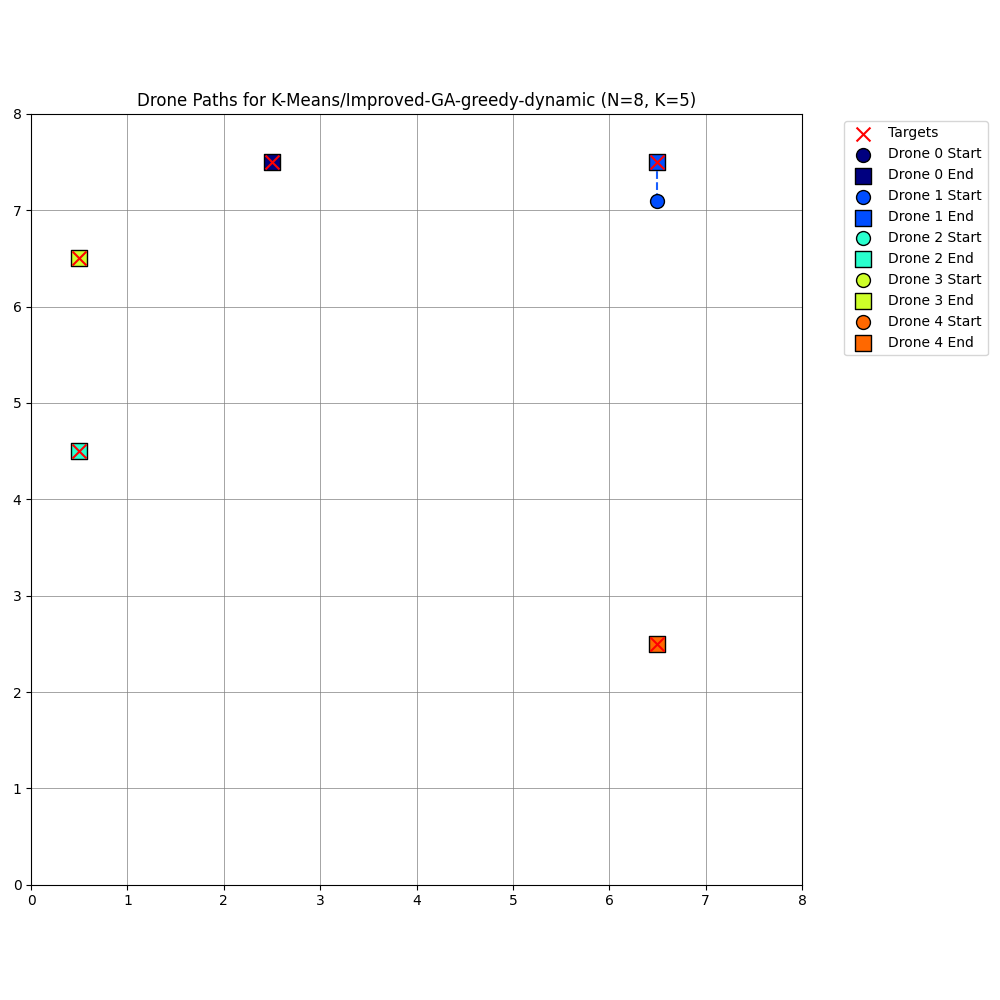 Drone Paths for K-Means/Improved-GA-greedy-dynamic (N=8, K=5)
8
7
6
5
4
3
2
1
0
0 1 2 3 4 5 6 7 8
Targets
Drone 0 Start
Drone 0 End
Drone 1 Start
Drone 1 End
Drone 2 Start
Drone 2 End
Drone 3 Start
Drone 3 End
Drone 4 Start
Drone 4 End